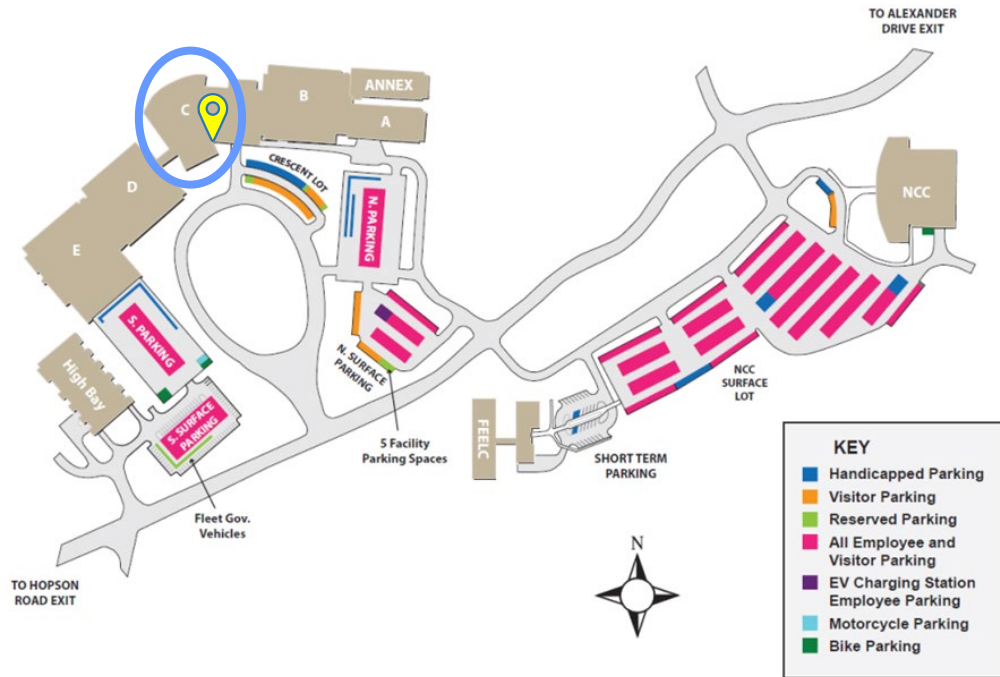 TO ALEXANDER
DRIVE EXIT
ANNEX
B
C
A
CRESCENT LOT
D
NCC
N. PARKING
E
S. PARKING
N. SURFACE
PARKING
High Bay
NCC
SURFACE
LOT
S. SURFACE
PARKING
FEELC
5 Facility
Parking Spaces
SHORT TERM
PARKING
Fleet Gov.
Vehicles
N
TO HOPSON
ROAD EXIT
KEY
Handicapped Parking
Visitor Parking
Reserved Parking
All Employee and
Visitor Parking
EV Charging Station
Employee Parking
Motorcycle Parking
Bike Parking